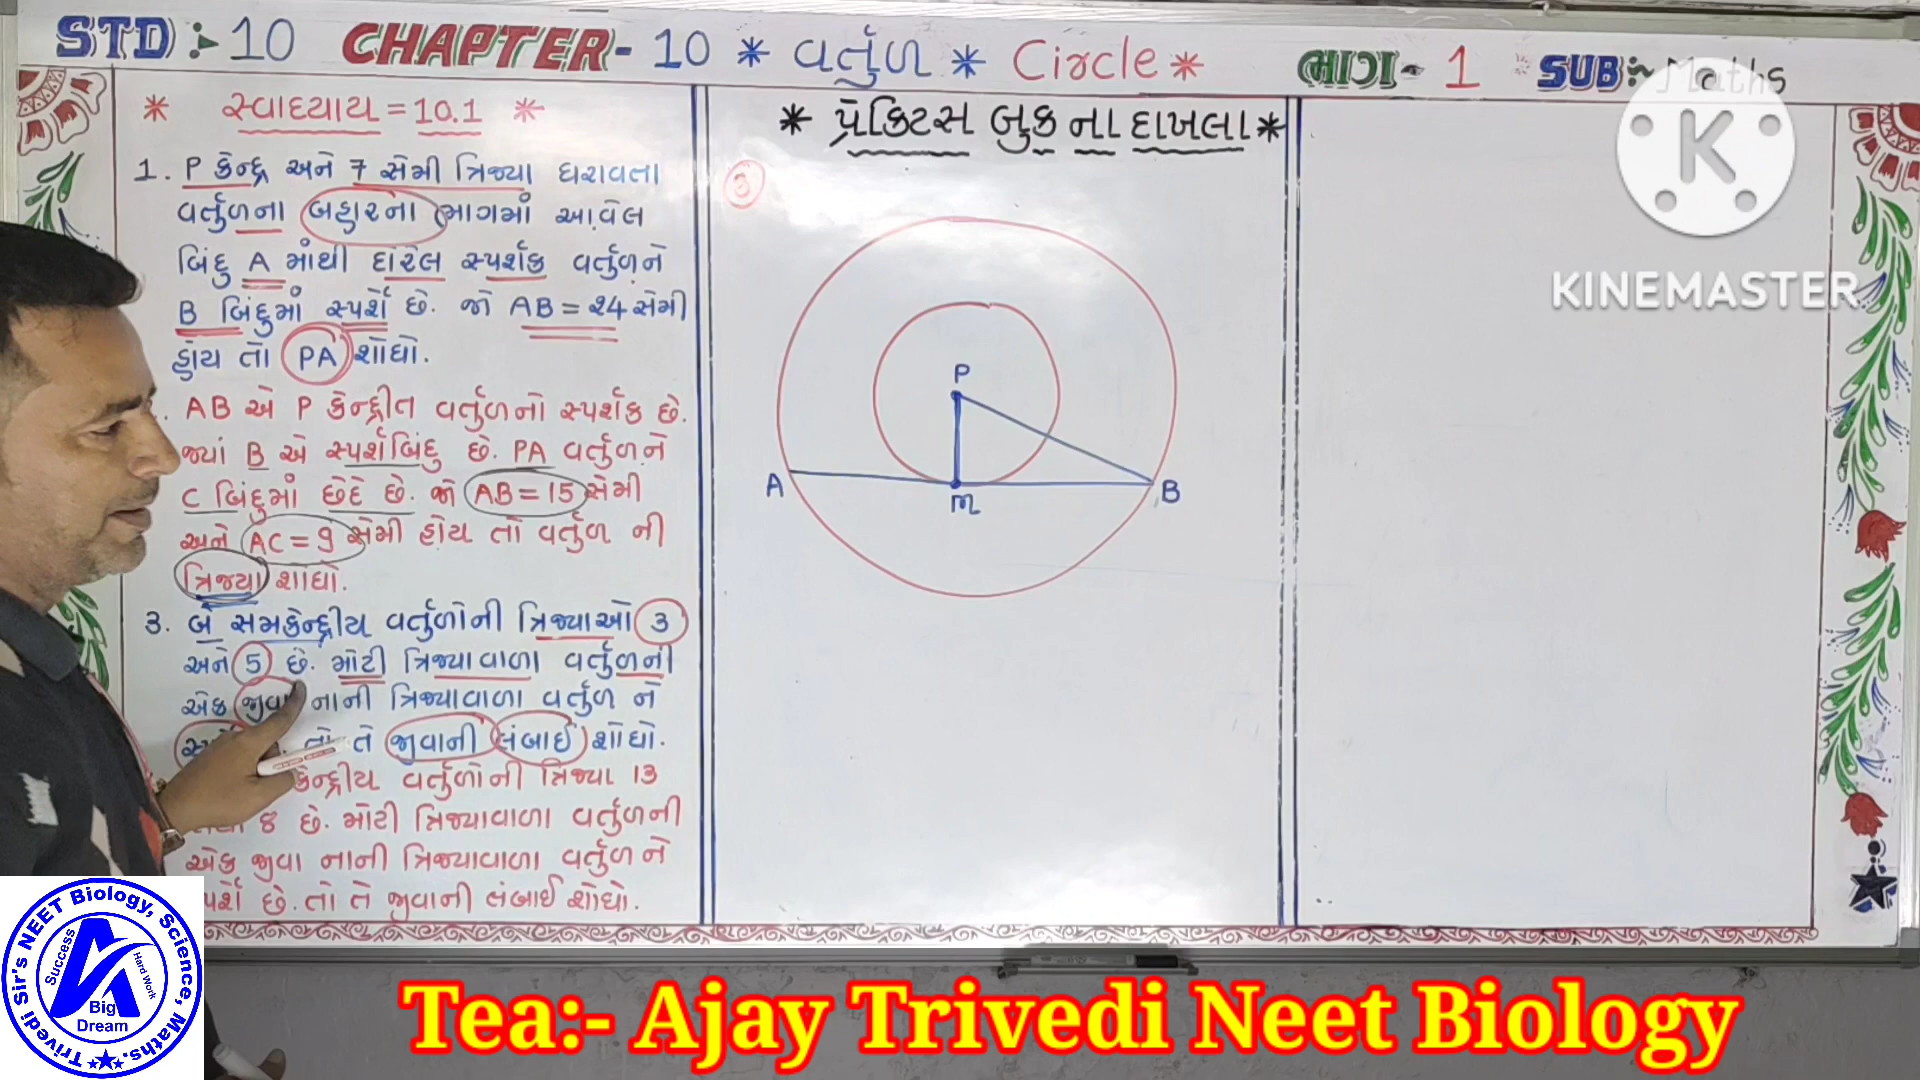 STD :- 10 CHAPTER - 10 * વર્તુળ * Circle * ભાગ - 1 SUB :~ Maths
* સ્વાધ્યાય = 10.1 *
1. P કેન્દ્ર અને 7 સેમી ત્રિજ્યા ધરાવતા
વર્તુળના બહારના ભાગમાં આવેલ
બિંદુ A માંથી દોરેલ સ્પર્શક વર્તુળને
B બિંદુમાં સ્પર્શે છે. જો AB = 24 સેમી
હોય તો PA શોધો.
. AB એ P કેન્દ્રીત વર્તુળનો સ્પર્શક છે.
જ્યાં B એ સ્પર્શબિંદુ છે. PA વર્તુળને
C બિંદુમાં છેદે છે. જો AB = 15 સેમી
અને AC = 9 સેમી હોય તો વર્તુળ ની
ત્રિજ્યા શોધો.
3. બે સમકેન્દ્રીય વર્તુળોની ત્રિજ્યાઓ 3
અને 5 છે. મોટી ત્રિજ્યાવાળા વર્તુળની
એક જીવા નાની ત્રિજ્યાવાળા વર્તુળ ને
તો તે જીવાની લંબાઈ શોધો.
કેન્દ્રીય વર્તુળોની ત્રિજ્યા 13
8 છે. મોટી ત્રિજ્યાવાળા વર્તુળની
એક જીવા નાની ત્રિજ્યાવાળા વર્તુળ ને
સ્પર્શે છે. તો તે જીવાની લંબાઈ શોધો.
* પ્રેક્ટિસ બુક ના દાખલા *
3
P
A
M
B
K
KINEMASTER
Trivedi Sir's NEET Biology, Science, Maths.
Success
Hard Work
Big
Dream
Tea:- Ajay Trivedi Neet Biology